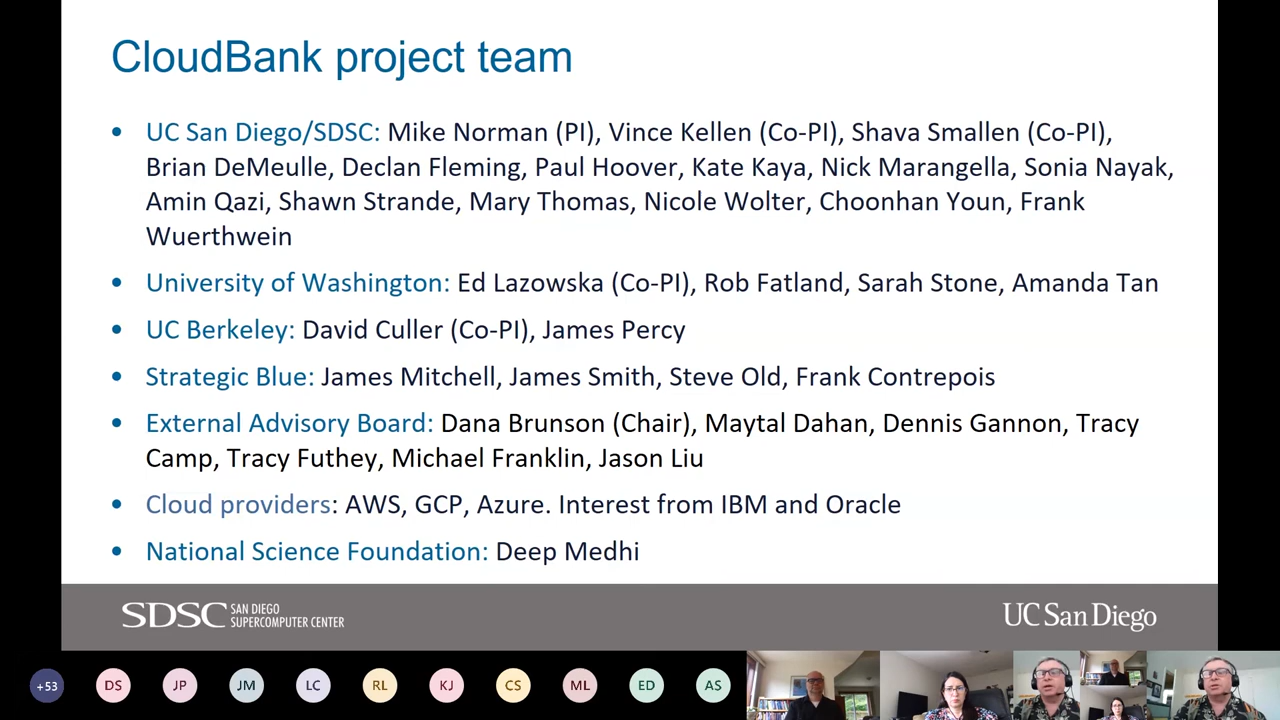 CloudBank project team
• UC San Diego/SDSC: Mike Norman (PI), Vince Kellen (Co-PI), Shava Smallen (Co-PI),
Brian DeMeulle, Declan Fleming, Paul Hoover, Kate Kaya, Nick Marangella, Sonia Nayak,
Amin Qazi, Shawn Strande, Mary Thomas, Nicole Wolter, Choonhan Youn, Frank
Wuerthwein
• University of Washington: Ed Lazowska (Co-PI), Rob Fatland, Sarah Stone, Amanda Tan
• UC Berkeley: David Culler (Co-PI), James Percy
• Strategic Blue: James Mitchell, James Smith, Steve Old, Frank Contrepois
• External Advisory Board: Dana Brunson (Chair), Maytal Dahan, Dennis Gannon, Tracy
Camp, Tracy Futhey, Michael Franklin, Jason Liu
• Cloud providers: AWS, GCP, Azure. Interest from IBM and Oracle
• National Science Foundation: Deep Medhi
SDSC SAN DIEGO
SUPERCOMPUTER CENTER
UC San Diego
+53 DS JP JM LC RL KJ CS ML ED AS